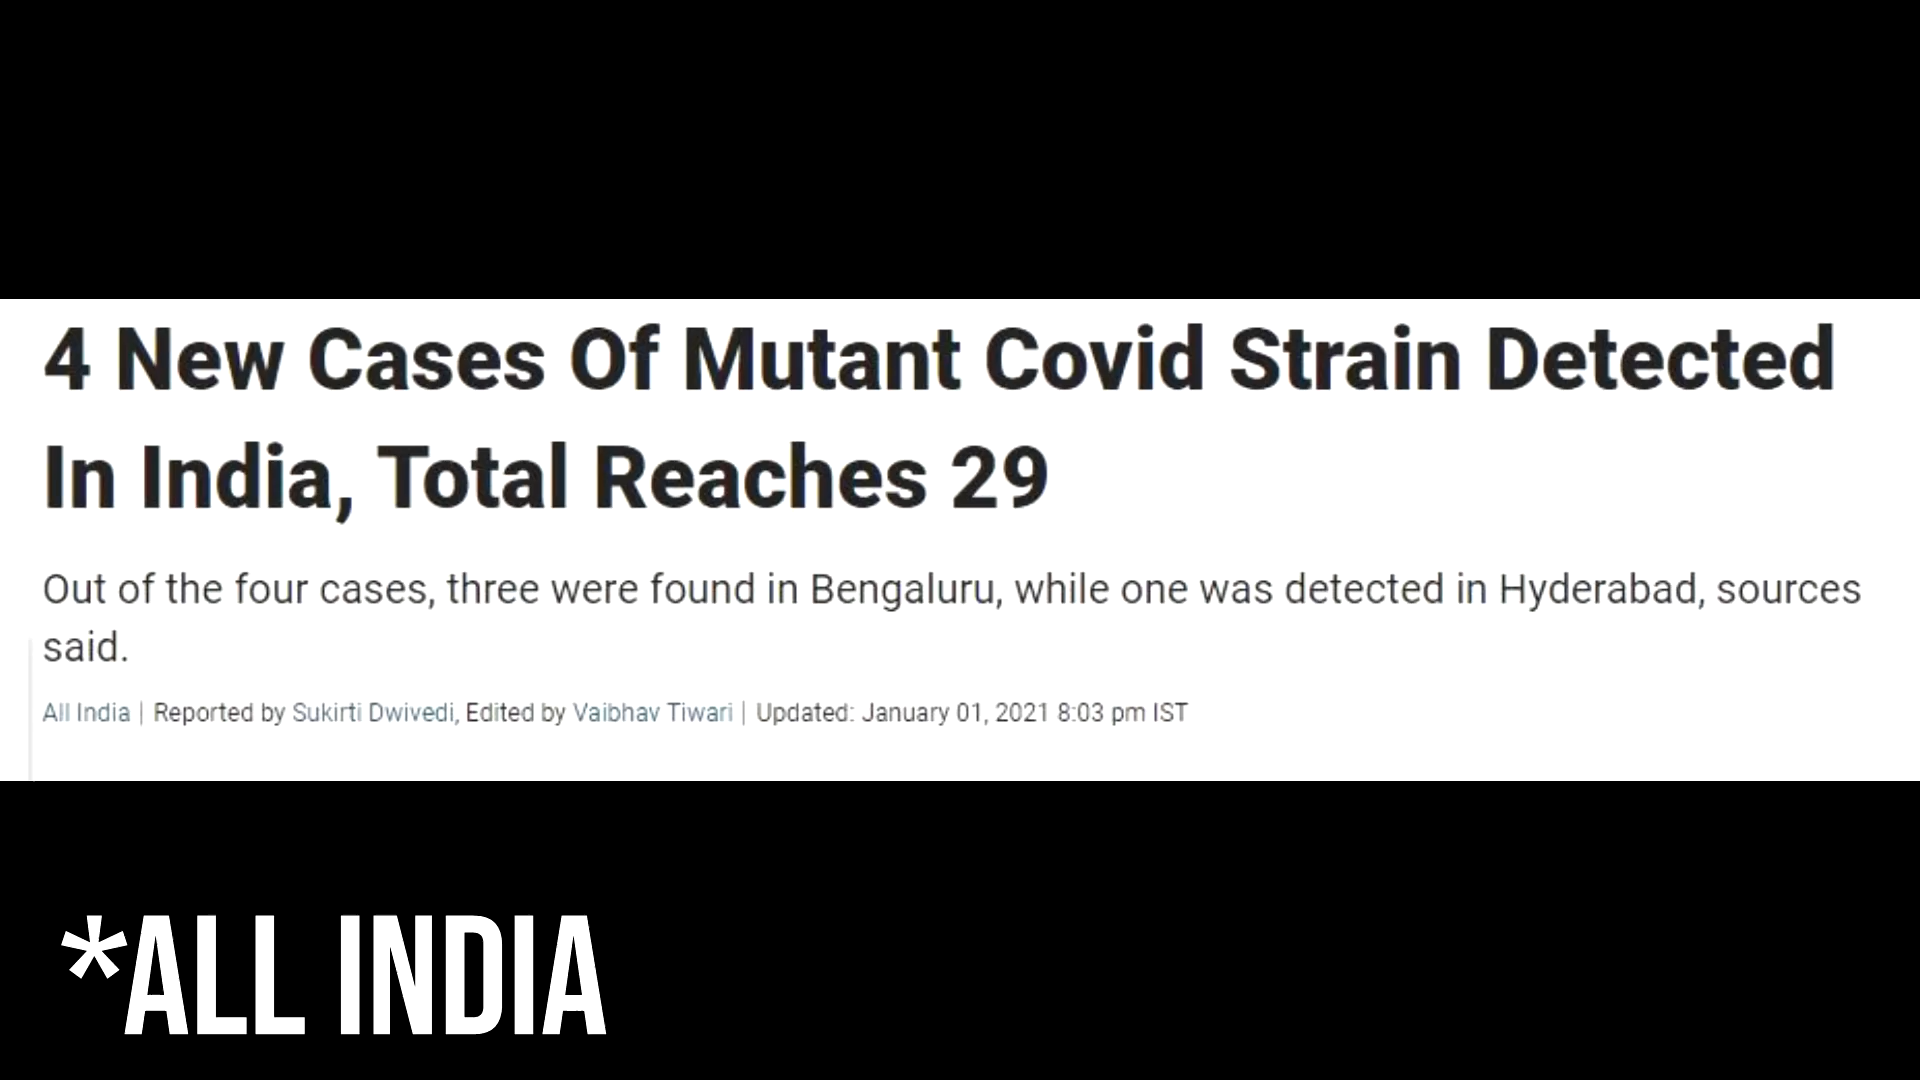 4 New Cases Of Mutant Covid Strain Detected
In India, Total Reaches 29
Out of the four cases, three were found in Bengaluru, while one was detected in Hyderabad, sources
said.
All India | Reported by Sukirti Dwivedi, Edited by Vaibhav Tiwari | Updated: January 01, 2021 8:03 pm IST
*ALL INDIA